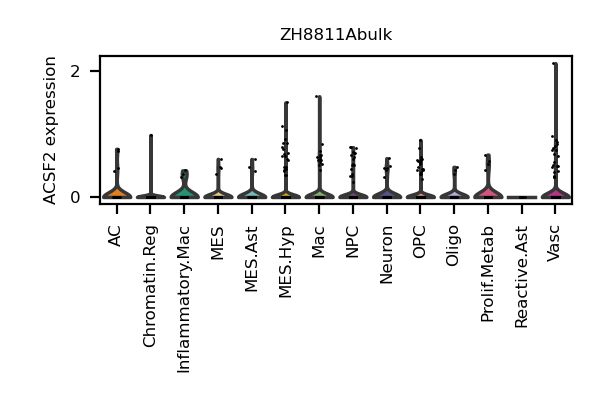 ZH8811Abulk
ACSF2 expression
2
0
AC
Chromatin.Reg
Inflammatory.Mac
MES
MES.Ast
MES.Hyp
Mac
NPC
Neuron
OPC
Oligo
Prolif.Metab
Reactive.Ast
Vasc